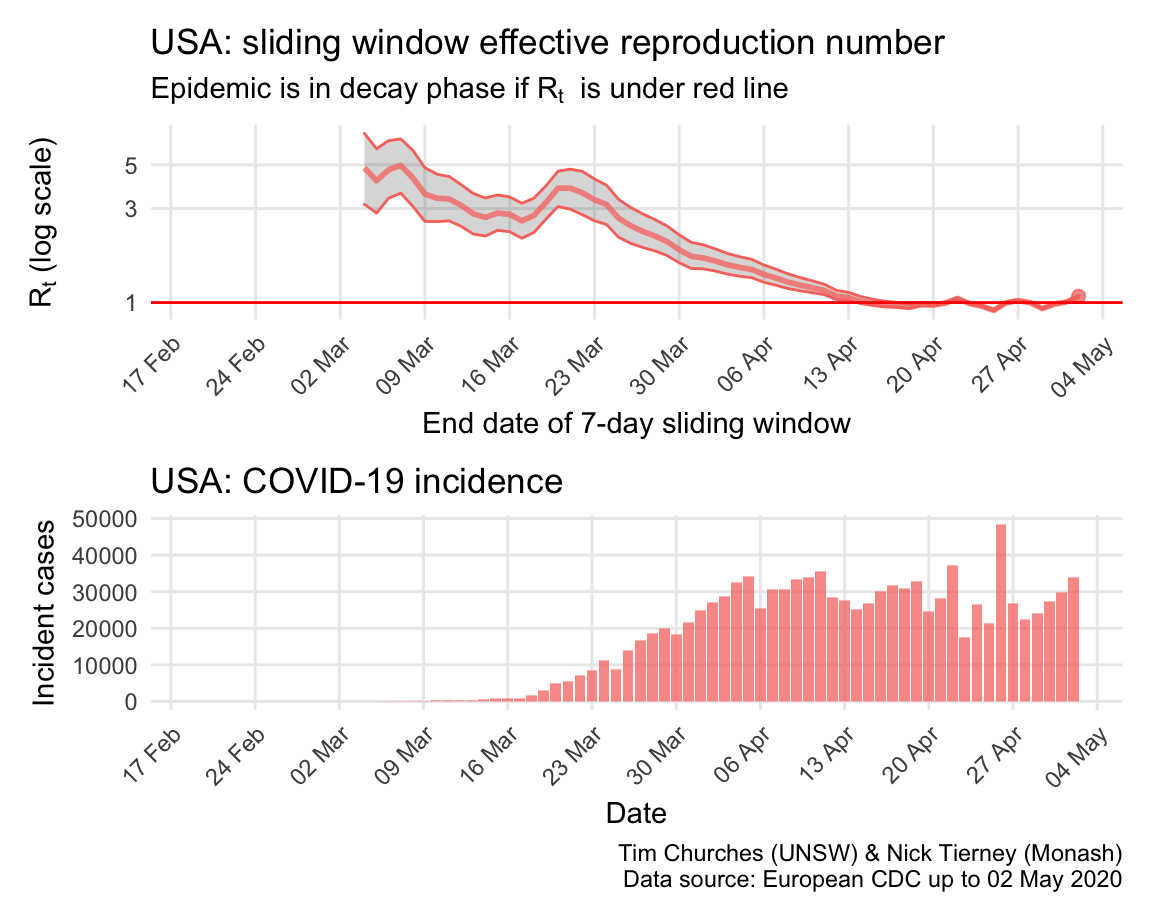 USA: sliding window effective reproduction number
Epidemic is in decay phase if Rt is under red line
Rt (log scale)
5
3
1
17 Feb
24 Feb
02 Mar
09 Mar
16 Mar
23 Mar
30 Mar
06 Apr
13 Apr
20 Apr
27 Apr
04 May
End date of 7-day sliding window
USA: COVID-19 incidence
Incident cases
50000
40000
30000
20000
10000
0
17 Feb
24 Feb
02 Mar
09 Mar
16 Mar
23 Mar
30 Mar
06 Apr
13 Apr
20 Apr
27 Apr
04 May
Date
Tim Churches (UNSW) & Nick Tierney (Monash)
Data source: European CDC up to 02 May 2020